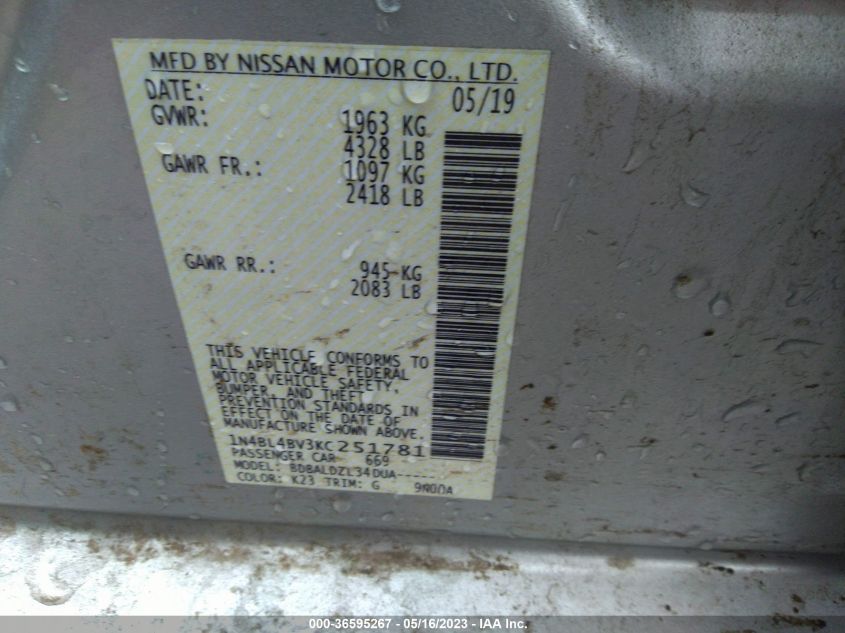 MFD BY NISSAN MOTOR CO., LTD.
DATE: 05/19
GVWR: 1963 KG
4328 LB
GAWR FR.: 1097 KG
2418 LB
GAWR RR.: 945 KG
2083 LB
THIS VEHICLE CONFORMS TO
ALL APPLICABLE FEDERAL
MOTOR VEHICLE SAFETY,
BUMPER, AND THEFT
PREVENTION STANDARDS IN
EFFECT ON THE DATE OF
MANUFACTURE SHOWN ABOVE.
1N4BL4BV3KC251781
PASSENGER CAR 669
MODEL: BDBALDZL34DUA------
COLOR: K23 TRIM: G 9N00A
000-36595267 - 05/16/2023 - IAA Inc.